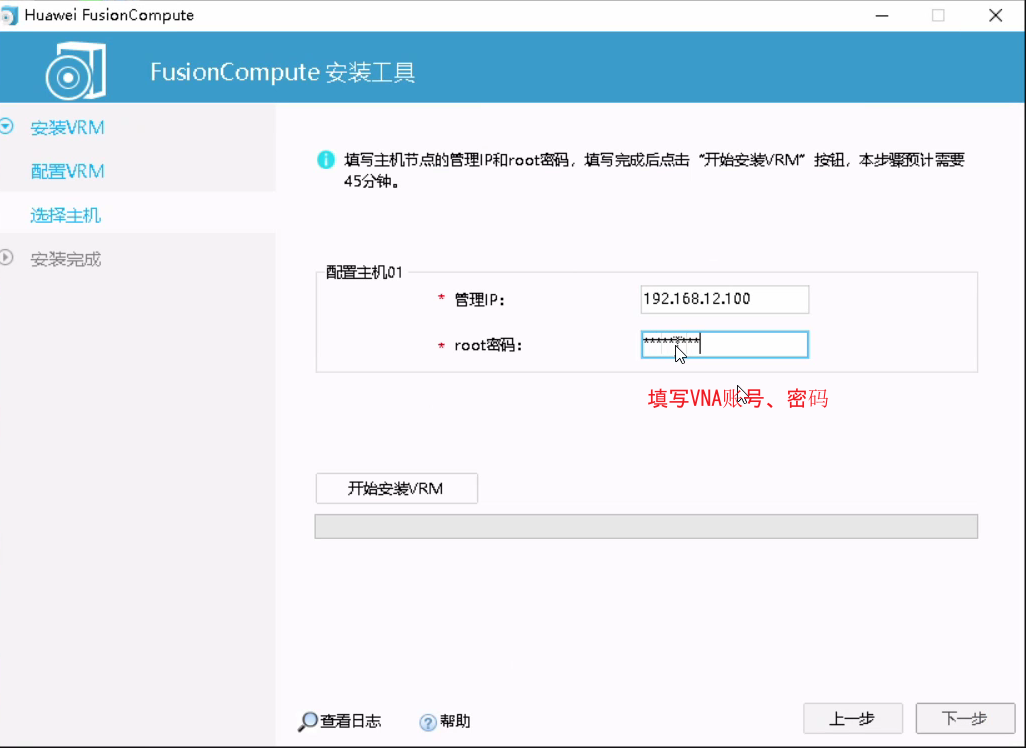 Huawei FusionCompute
FusionCompute 安装工具
安装VRM
配置VRM
选择主机
安装完成
填写主机节点的管理IP和root密码，填写完成后点击“开始安装VRM”按钮，本步骤预计需要
45分钟。
配置主机01
* 管理IP： 192.168.12.100
* root密码： *********
填写VNA账号、密码
开始安装VRM
查看日志 帮助 上一步 下一步